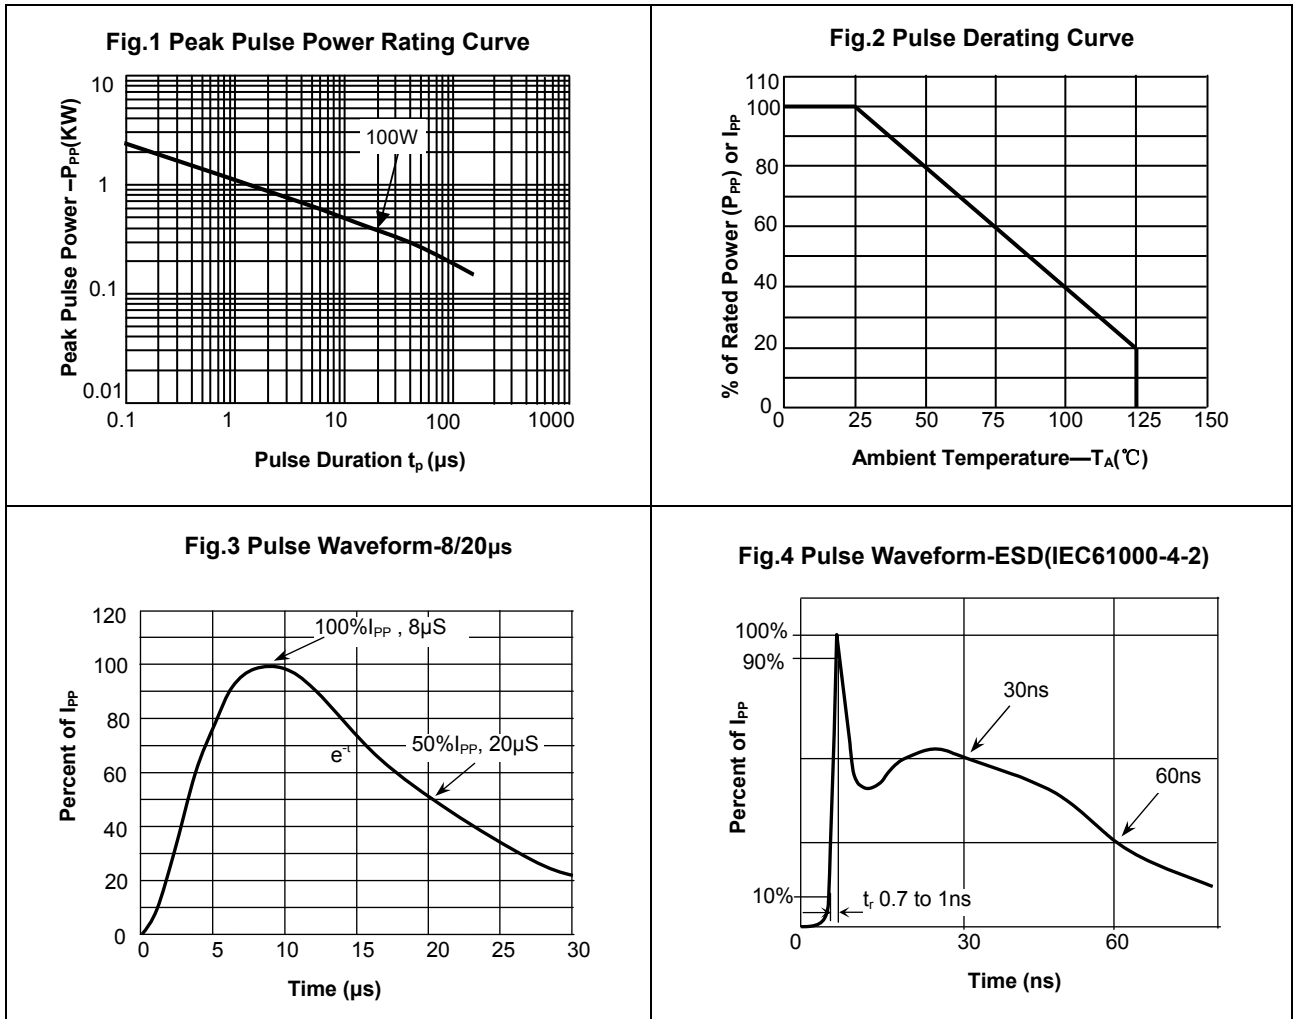 Fig.1 Peak Pulse Power Rating Curve
Peak Pulse Power –PPP(KW)
10
1
0.1
0.01
100W
0.1 1 10 100 1000
Pulse Duration tp (µs)
Fig.2 Pulse Derating Curve
% of Rated Power (PPP) or IPP
110
100
80
60
40
20
0
0 25 50 75 100 125 150
Ambient Temperature—TA(℃)
Fig.3 Pulse Waveform-8/20µs
Percent of IPP
120
100
80
60
40
20
0
100%IPP , 8µS
e-t
50%IPP, 20µS
0 5 10 15 20 25 30
Time (µs)
Fig.4 Pulse Waveform-ESD(IEC61000-4-2)
Percent of IPP
100%
90%
10%
30ns
60ns
tr 0.7 to 1ns
0 30 60
Time (ns)